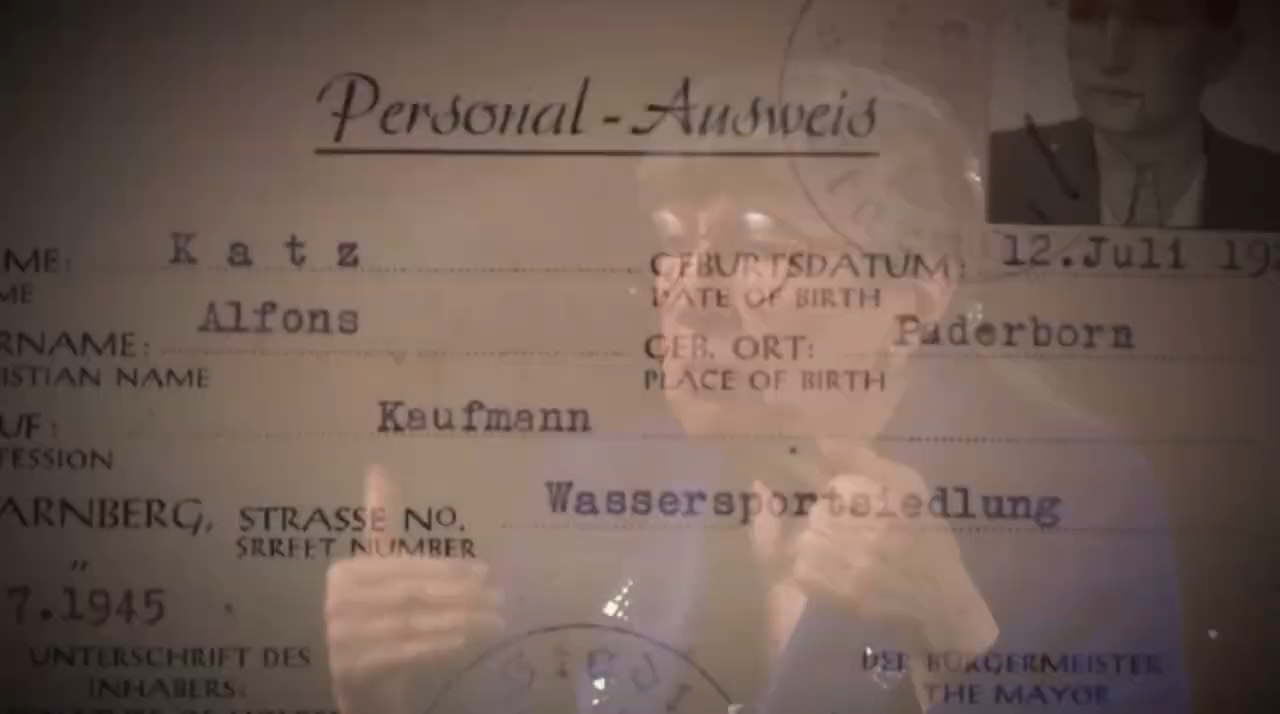 Personal-Ausweis
ME: K a t z GEBURTSDATUM: 12.Juli 19
ME DATE OF BIRTH
RNAME: Alfons GEB. ORT: Paderborn
ISTIAN NAME PLACE OF BIRTH
UF: Kaufmann
FESSION
ARNBERG, STRASSE NO. Wassersportsiedlung
" SRREET NUMBER
7.1945
UNTERSCHRIFT DES DER BÜRGERMEISTER
INHABERS: THE MAYOR